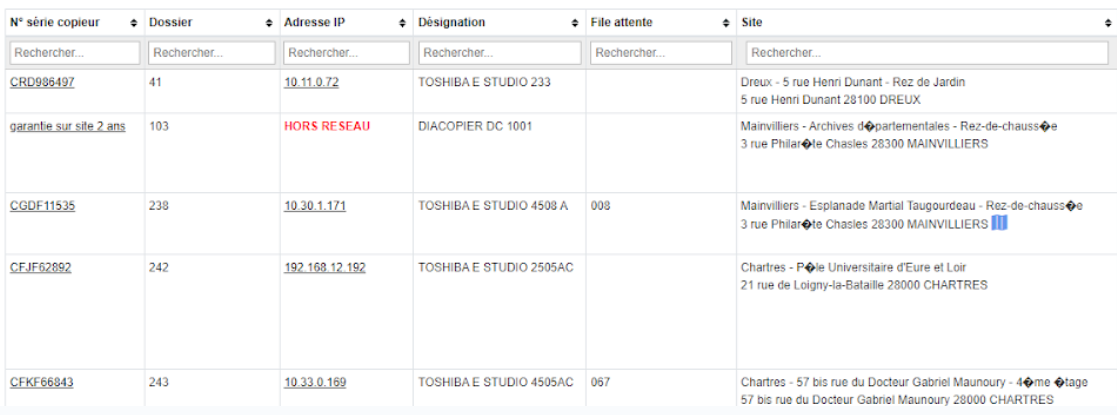 N° série copieur Dossier Adresse IP Désignation File attente Site
Rechercher... Rechercher... Rechercher... Rechercher... Rechercher... Rechercher...
CRD986497 41 10.11.0.72 TOSHIBA E STUDIO 233 Dreux - 5 rue Henri Dunant - Rez de Jardin
5 rue Henri Dunant 28100 DREUX
garantie sur site 2 ans 103 HORS RESEAU DIACOPIER DC 1001 Mainvilliers - Archives d�partementales - Rez-de-chauss�e
3 rue Philar�te Chasles 28300 MAINVILLIERS
CGDF11535 238 10.30.1.171 TOSHIBA E STUDIO 4508 A 008 Mainvilliers - Esplanade Martial Taugourdeau - Rez-de-chauss�e
3 rue Philar�te Chasles 28300 MAINVILLIERS
CFJF62892 242 192.168.12.192 TOSHIBA E STUDIO 2505AC Chartres - P�le Universitaire d'Eure et Loir
21 rue de Loigny-la-Bataille 28000 CHARTRES
CFKF66843 243 10.33.0.169 TOSHIBA E STUDIO 4505AC 067 Chartres - 57 bis rue du Docteur Gabriel Maunoury - 4�me �tage
57 bis rue du Docteur Gabriel Maunoury 28000 CHARTRES